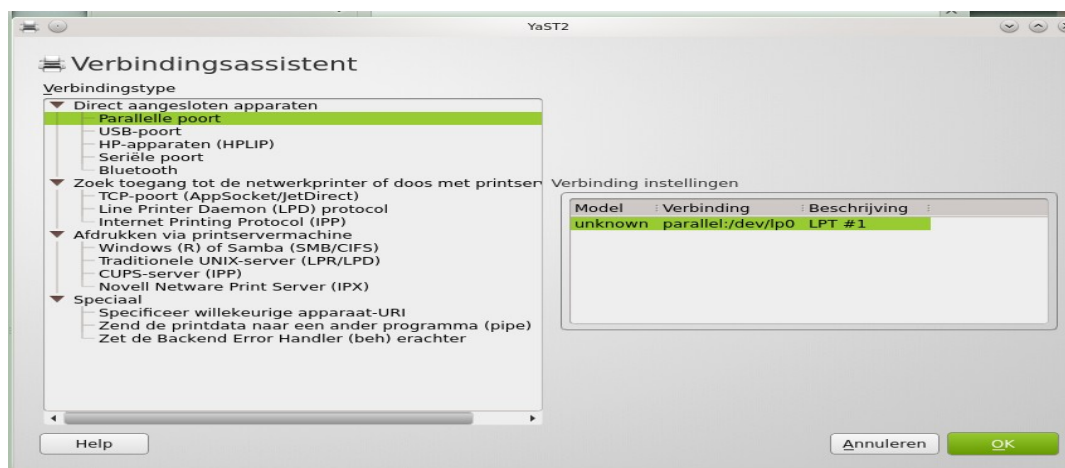 YaST2
Verbindingsassistent
Verbindingstype
Direct aangesloten apparaten
Parallelle poort
USB-poort
HP-apparaten (HPLIP)
Seriële poort
Bluetooth
Zoek toegang tot de netwerkprinter of doos met printser
TCP-poort (AppSocket/JetDirect)
Line Printer Daemon (LPD) protocol
Internet Printing Protocol (IPP)
Afdrukken via printservermachine
Windows (R) of Samba (SMB/CIFS)
Traditionele UNIX-server (LPR/LPD)
CUPS-server (IPP)
Novell Netware Print Server (IPX)
Speciaal
Specificeer willekeurige apparaat-URI
Zend de printdata naar een ander programma (pipe)
Zet de Backend Error Handler (beh) erachter
Verbinding instellingen
Model Verbinding Beschrijving
unknown parallel:/dev/lp0 LPT #1
Help Annuleren OK